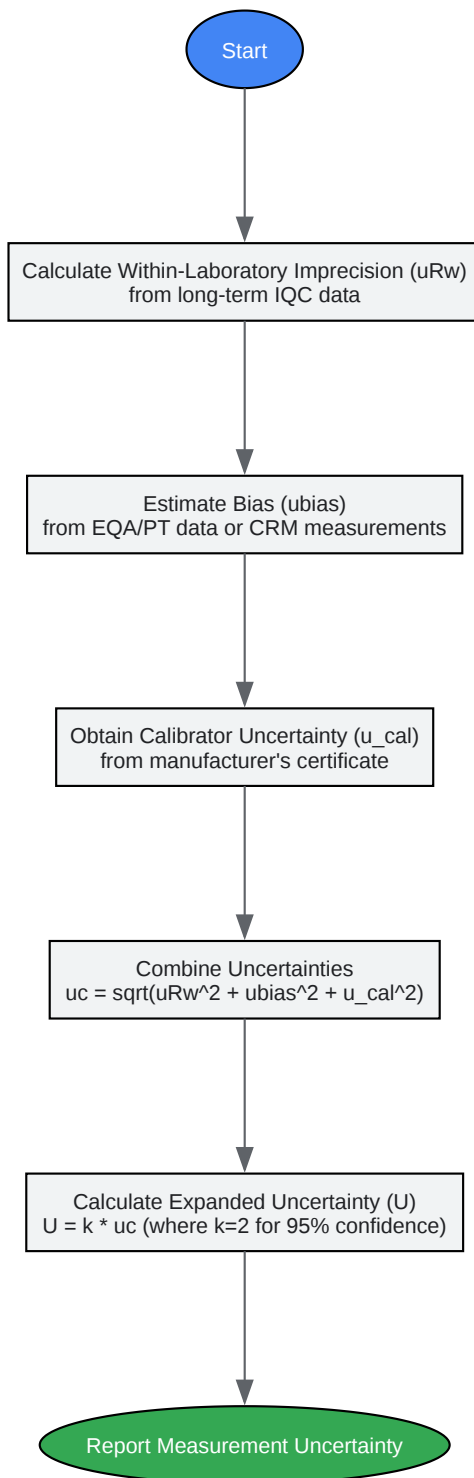 Start
Calculate Within-Laboratory Imprecision (uRw)
from long-term IQC data
Estimate Bias (ubias)
from EQA/PT data or CRM measurements
Obtain Calibrator Uncertainty (u_cal)
from manufacturer's certificate
Combine Uncertainties
uc = sqrt(uRw^2 + ubias^2 + u_cal^2)
Calculate Expanded Uncertainty (U)
U = k * uc (where k=2 for 95% confidence)
Report Measurement Uncertainty